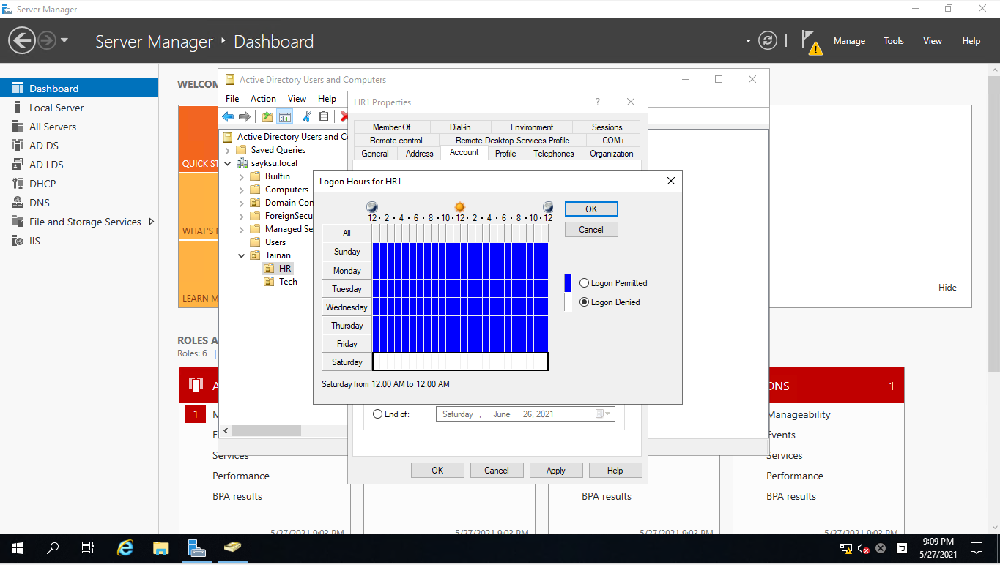 Server Manager
Server Manager ‣ Dashboard
Manage Tools View Help
Dashboard
Local Server
All Servers
AD DS
AD LDS
DHCP
DNS
File and Storage Services
IIS
WELCOM
QUICK ST
WHAT'S
LEARN M
Hide
ROLES A
Roles: 6 |
Active Directory Users and Computers
File Action View Help
Active Directory Users and C
Saved Queries
sayksu.local
Builtin
Computers
Domain Con
ForeignSecu
Managed Se
Users
Tainan
HR
Tech
HR1 Properties
Member Of Dial-in Environment Sessions
Remote control Remote Desktop Services Profile COM+
General Address Account Profile Telephones Organization
Logon Hours for HR1
12 · 2 · 4 · 6 · 8 · 10 · 12 · 2 · 4 · 6 · 8 · 10 · 12
All
Sunday
Monday
Tuesday
Wednesday
Thursday
Friday
Saturday
OK
Cancel
Logon Permitted
Logon Denied
Saturday from 12:00 AM to 12:00 AM
End of: Saturday , June 26, 2021
OK Cancel Apply Help
A
1 M
E
Services
Performance
BPA results
5/27/2021 9:03 PM
5/27/2021 9:03 PM
BPA results
5/27/2021 9:03 PM
DNS 1
Manageability
Events
Services
Performance
BPA results
5/27/2021 9:03 PM
9:09 PM
5/27/2021